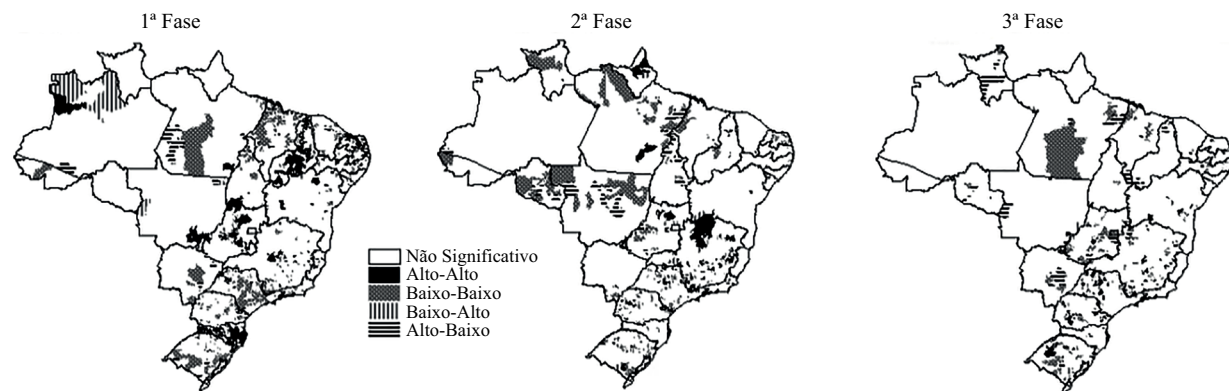 1ª Fase
2ª Fase
3ª Fase
Não Significativo
Alto-Alto
Baixo-Baixo
Baixo-Alto
Alto-Baixo